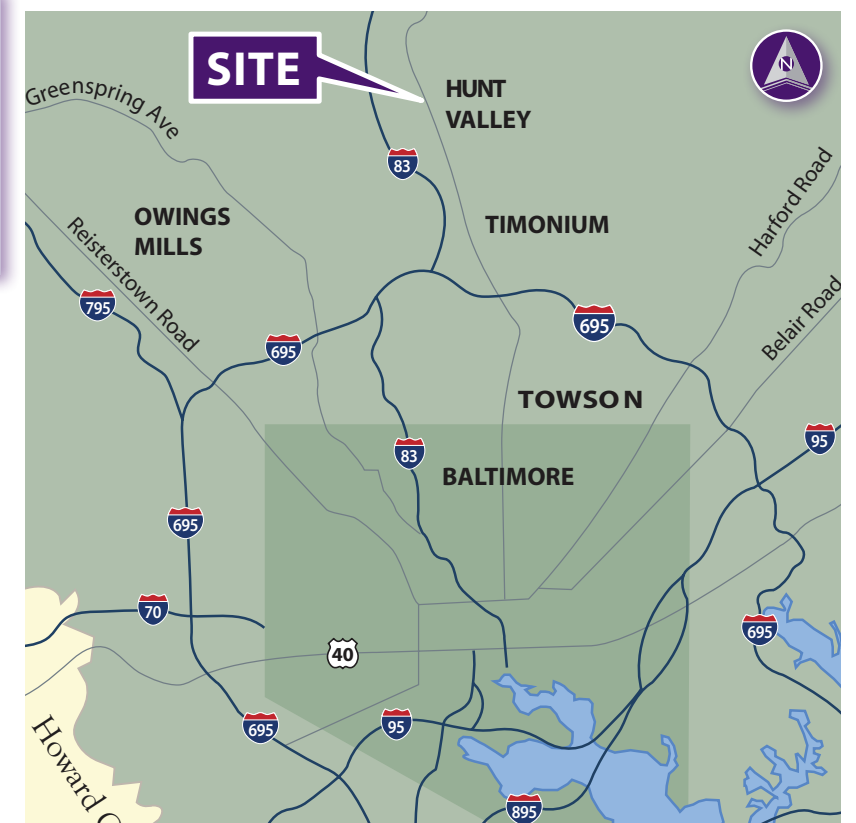 SITE
N
HUNT
VALLEY
Greenspring Ave
83
Harford Road
OWINGS
MILLS
TIMONIUM
Reisterstown Road
795
695
695
Belair Road
TOWSON
95
83
BALTIMORE
695
70
695
40
Howard C
695
95
895